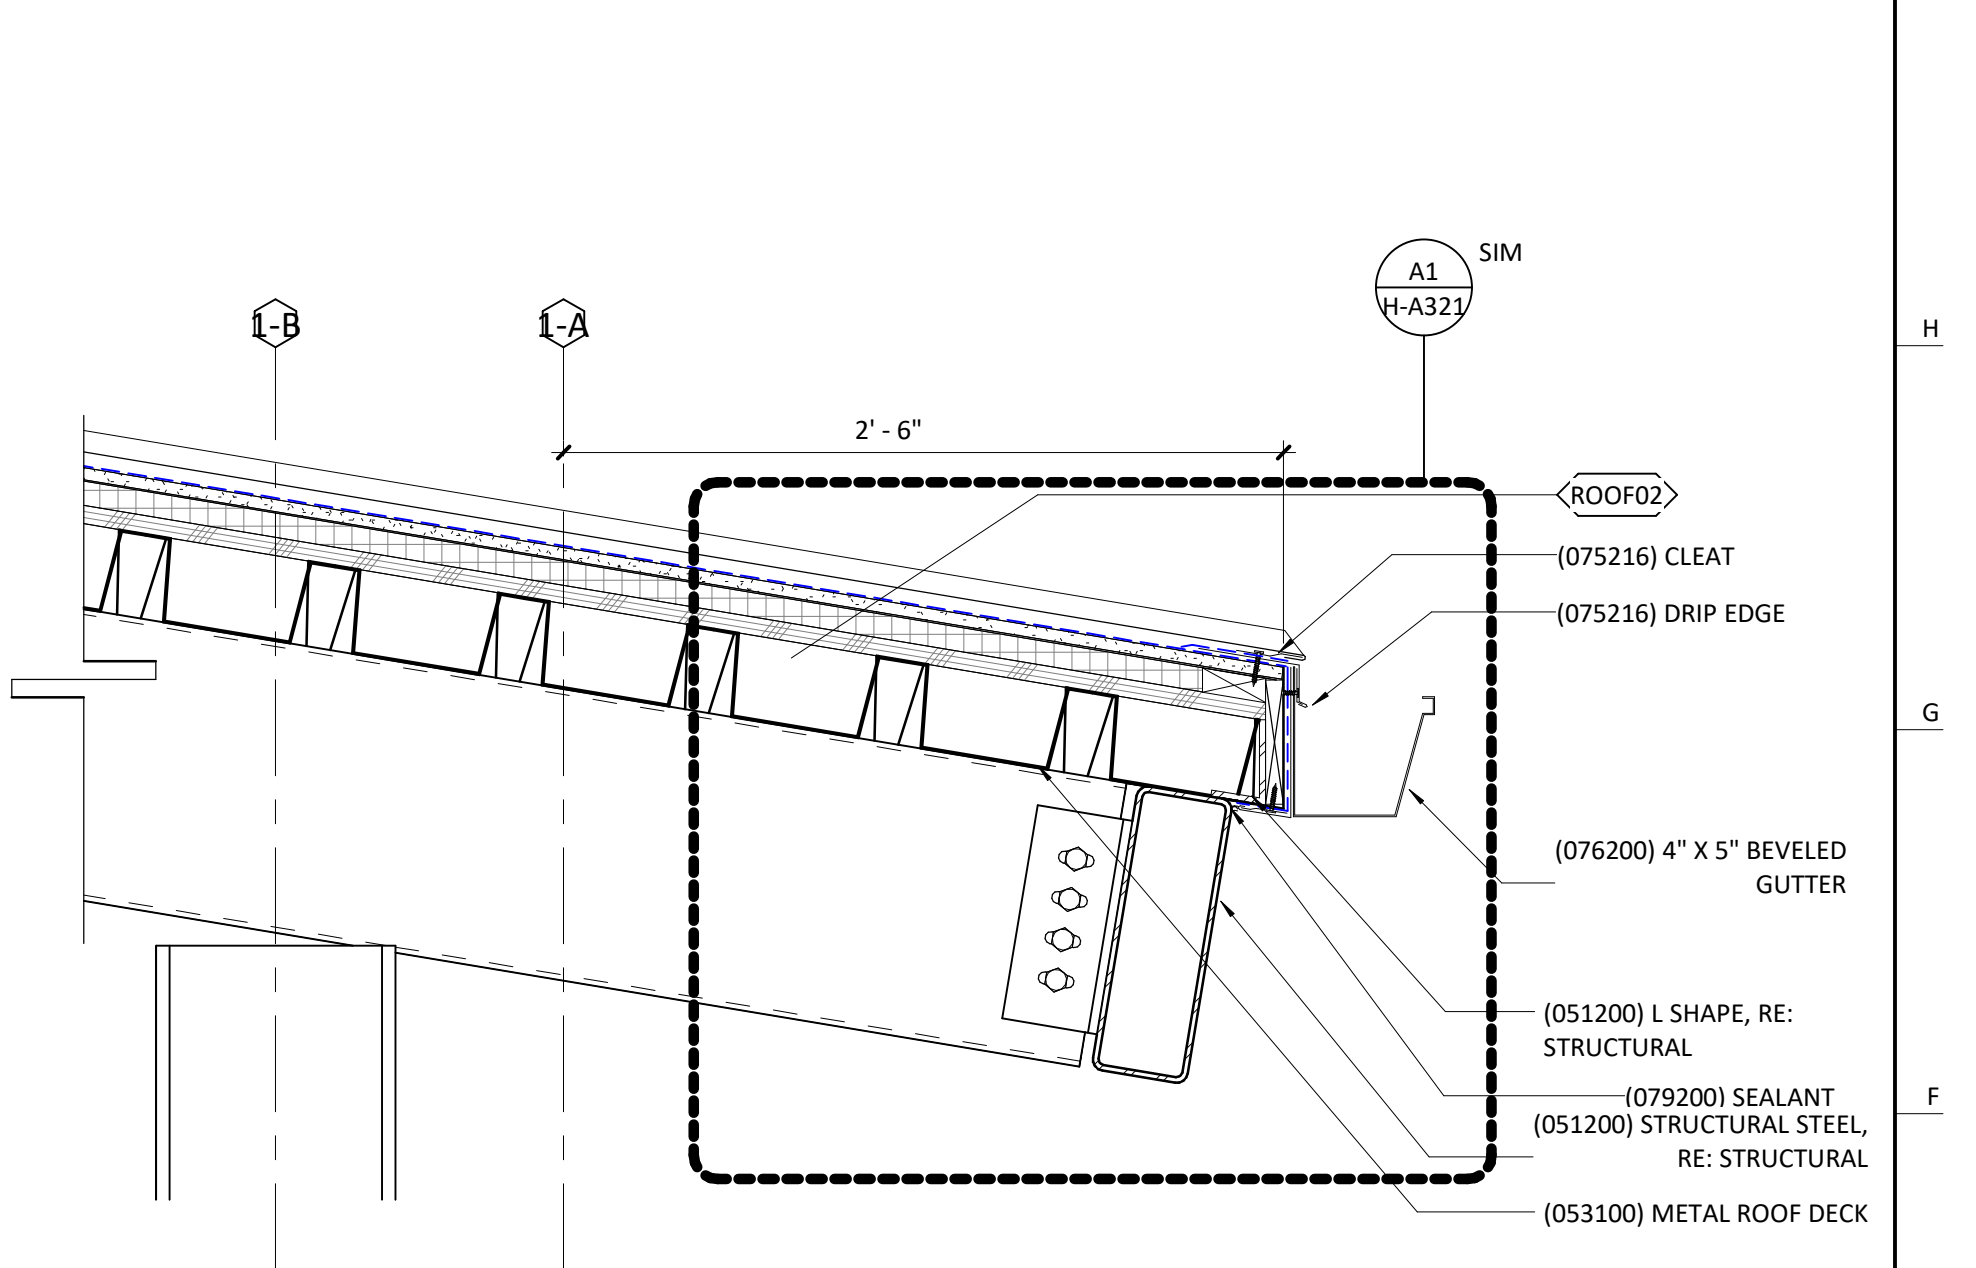 SIM
A1
H-A321
1-B
1-A
H
2' - 6"
ROOF02
(075216) CLEAT
(075216) DRIP EDGE
G
(076200) 4" X 5" BEVELED
GUTTER
(051200) L SHAPE, RE:
STRUCTURAL
(079200) SEALANT
F
(051200) STRUCTURAL STEEL,
RE: STRUCTURAL
(053100) METAL ROOF DECK